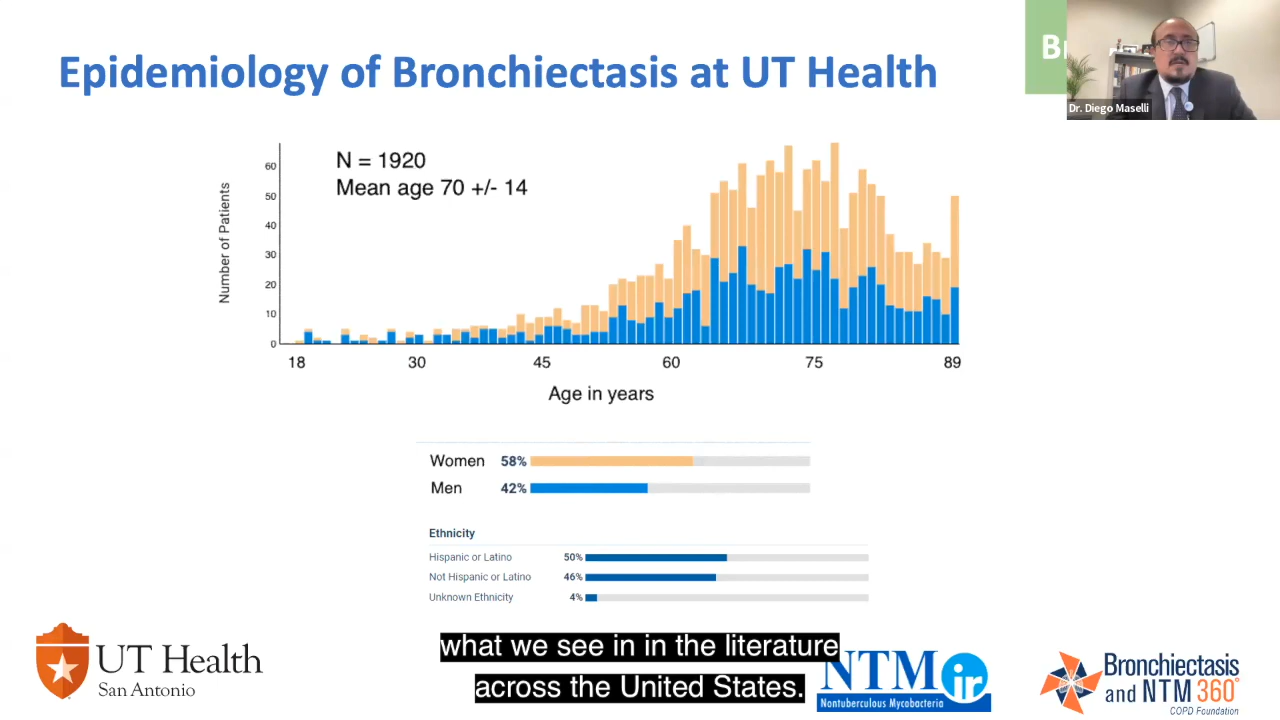 Epidemiology of Bronchiectasis at UT Health
Dr. Diego Maselli
N = 1920
Mean age 70 +/- 14
Number of Patients
60
50
40
30
20
10
0
18 30 45 60 75 89
Age in years
Women 58%
Men 42%
Ethnicity
Hispanic or Latino 50%
Not Hispanic or Latino 46%
Unknown Ethnicity 4%
what we see in in the literature
across the United States.
UT Health
San Antonio
NTM ir
Nontuberculous Mycobacteria
Bronchiectasis
and NTM 360°
COPD Foundation